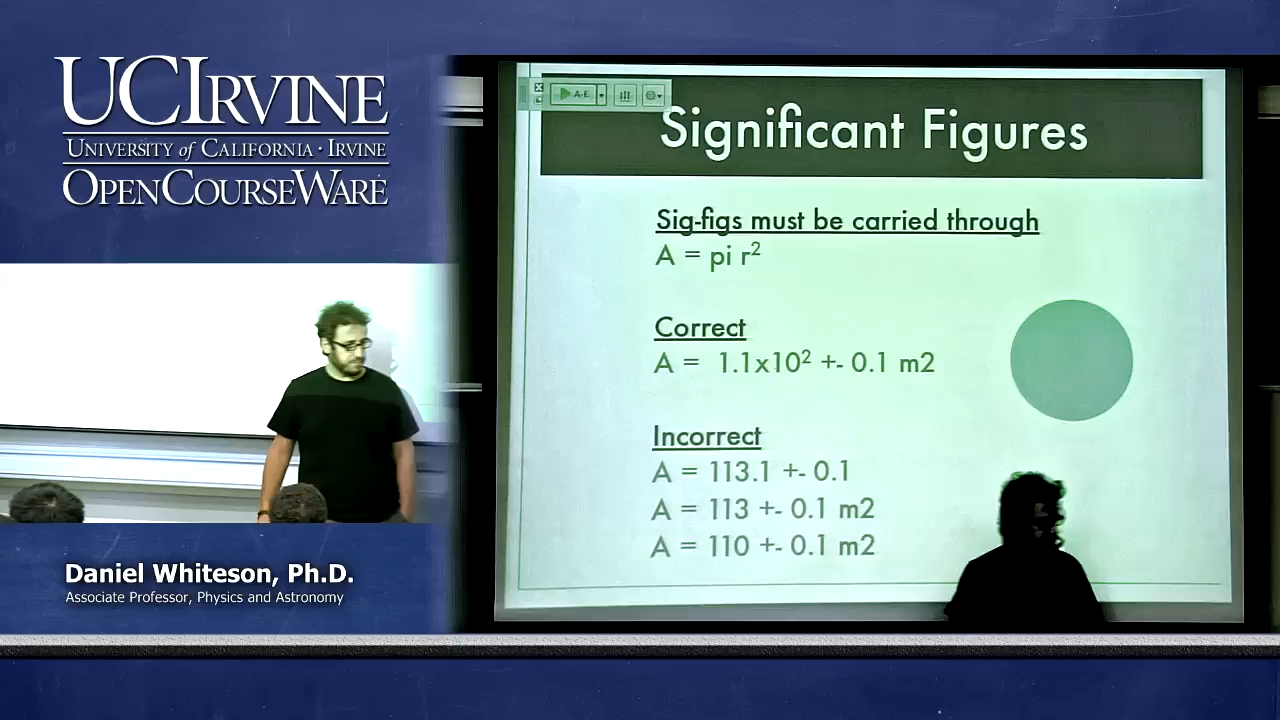 UCIRVINE
UNIVERSITY of CALIFORNIA · IRVINE
OPENCOURSEWARE
Daniel Whiteson, Ph.D.
Associate Professor, Physics and Astronomy
A-E
Significant Figures
Sig-figs must be carried through
A = pi r²
Correct
A = 1.1x10² +- 0.1 m2
Incorrect
A = 113.1 +- 0.1
A = 113 +- 0.1 m2
A = 110 +- 0.1 m2